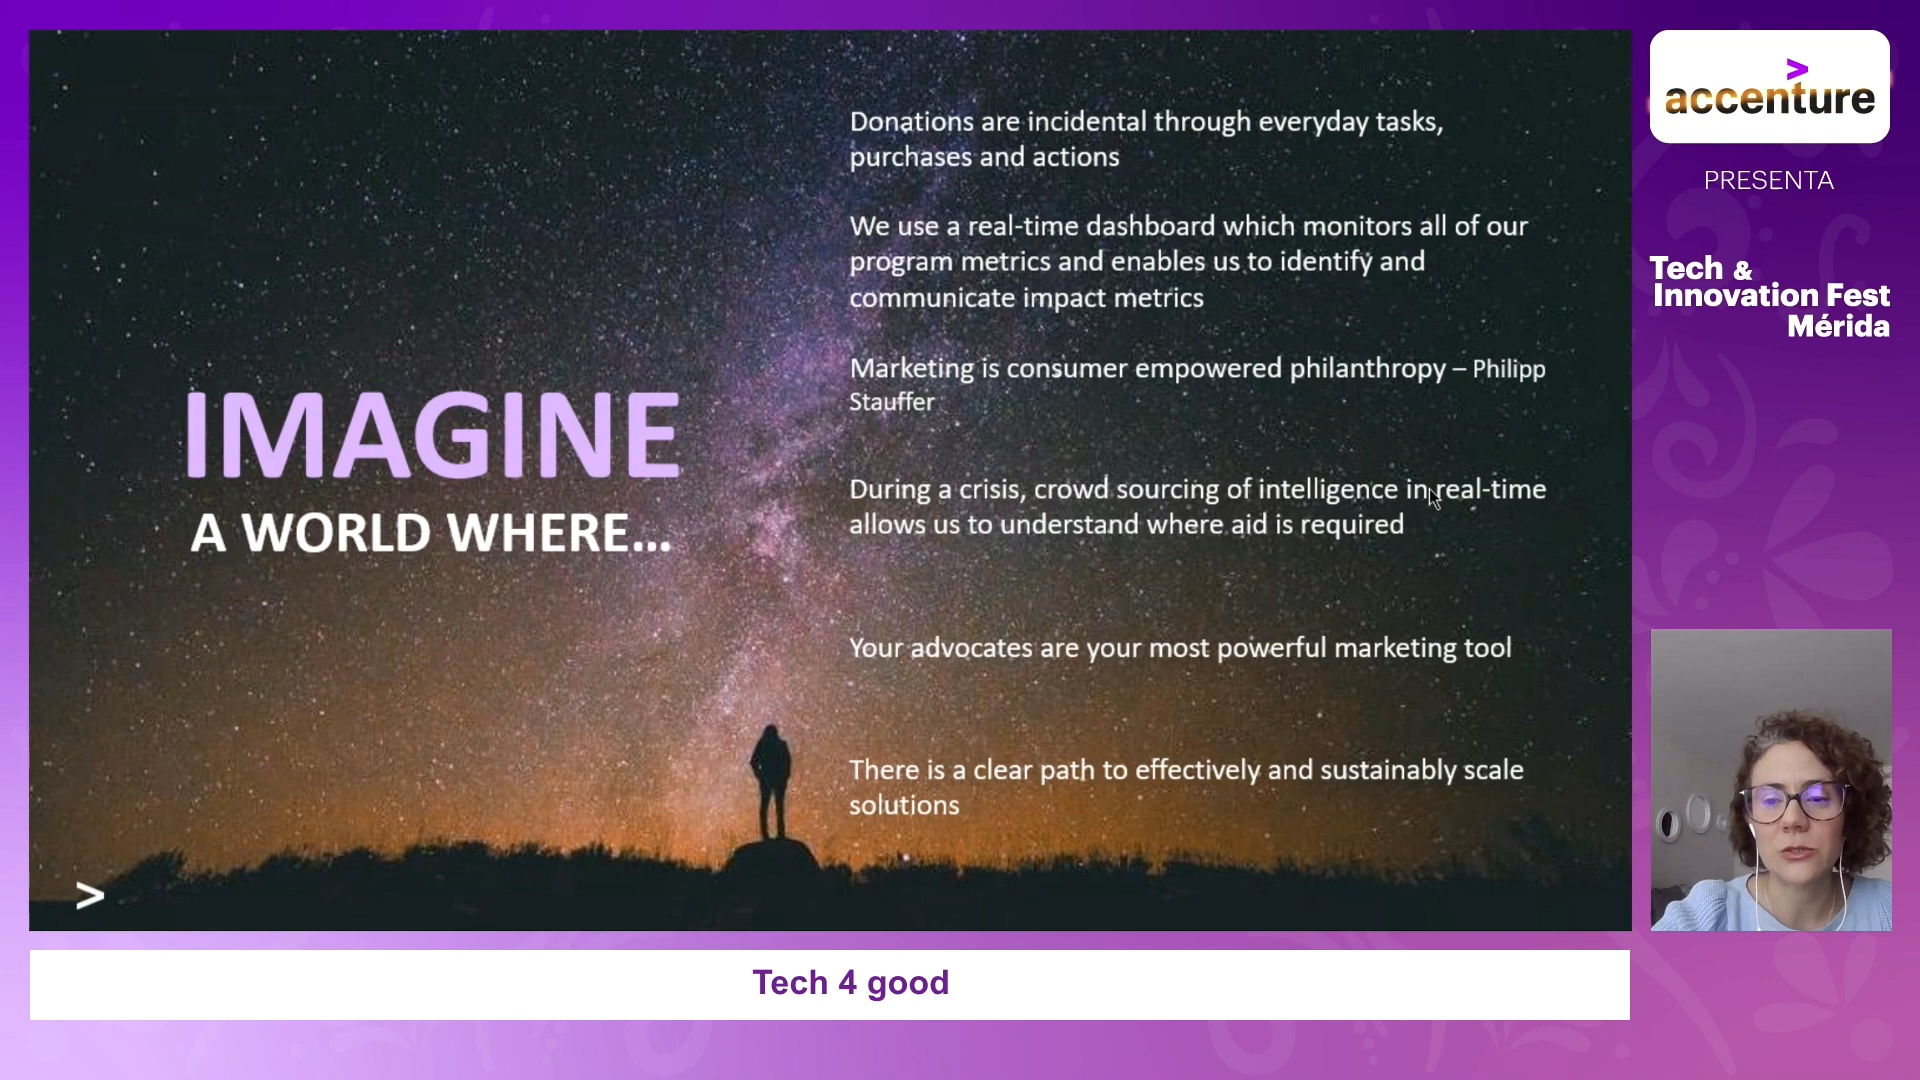 IMAGINE
A WORLD WHERE...
Donations are incidental through everyday tasks,
purchases and actions
We use a real-time dashboard which monitors all of our
program metrics and enables us to identify and
communicate impact metrics
Marketing is consumer empowered philanthropy – Philipp
Stauffer
During a crisis, crowd sourcing of intelligence in real-time
allows us to understand where aid is required
Your advocates are your most powerful marketing tool
There is a clear path to effectively and sustainably scale
solutions
>
accenture
PRESENTA
Tech &
Innovation Fest
Mérida
Tech 4 good